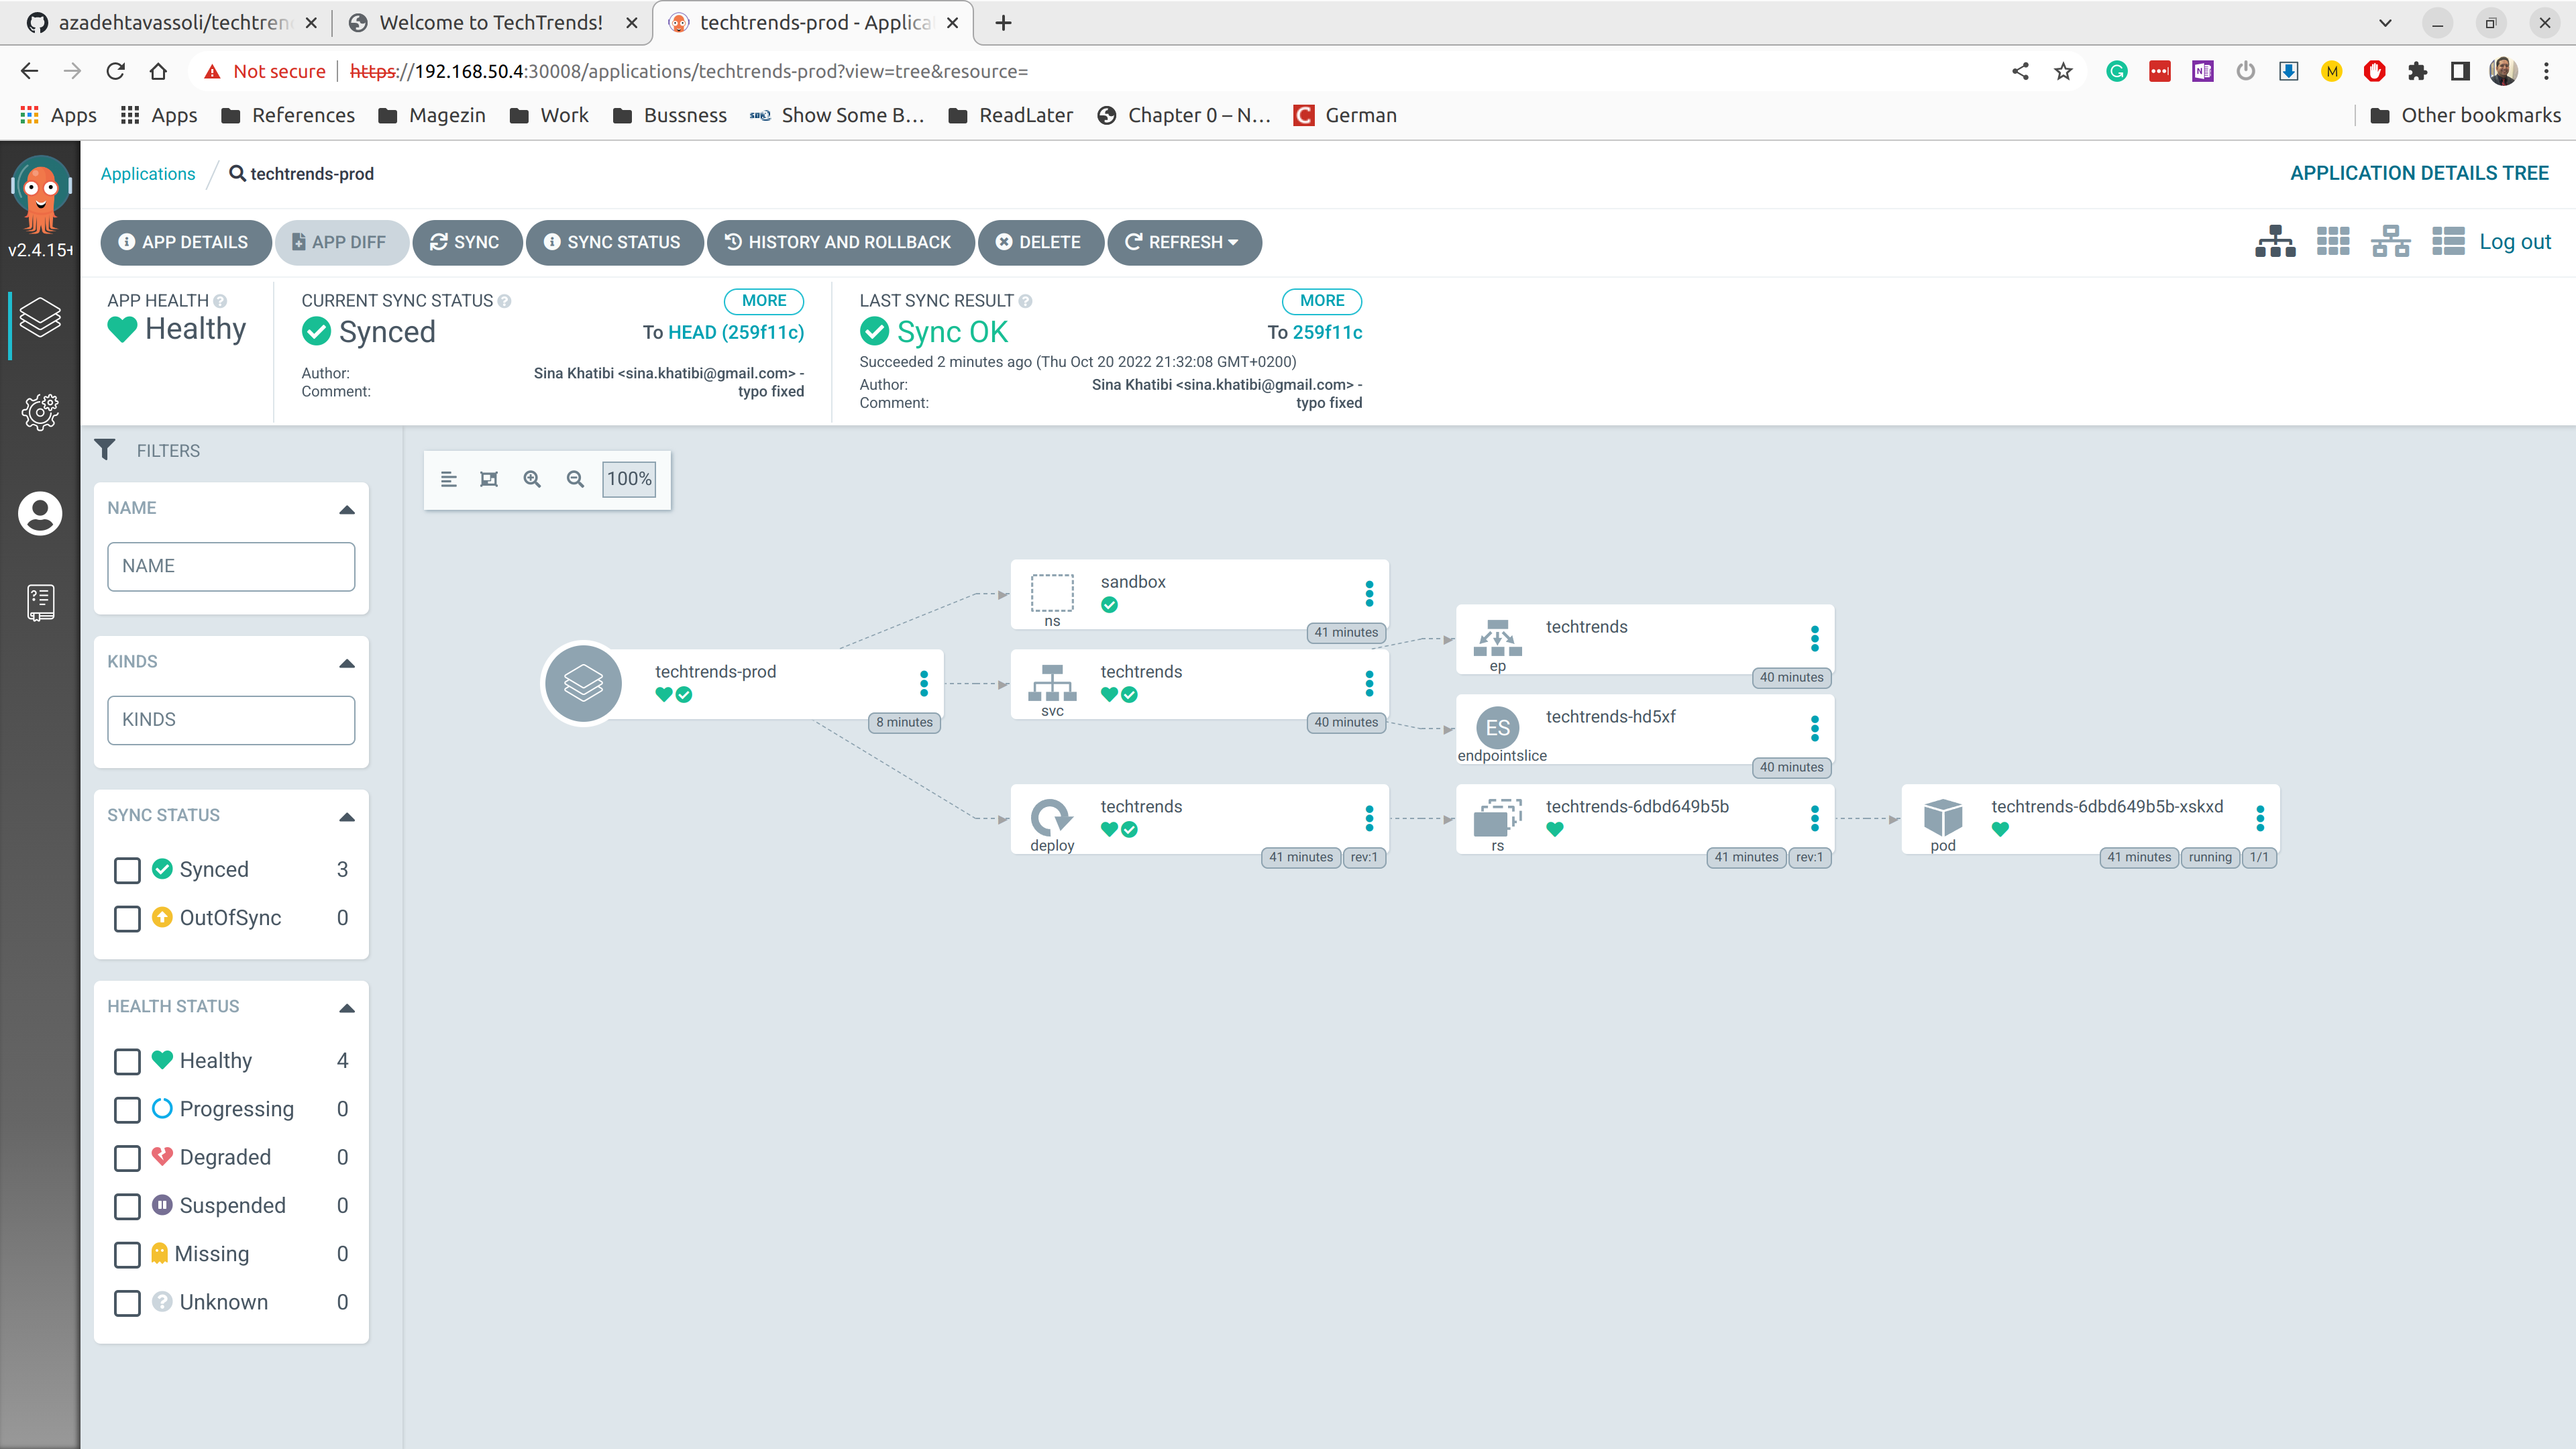 azadehtavassoli/techtren
Welcome to TechTrends!
techtrends-prod - Applica
Not secure
https://192.168.50.4:30008/applications/techtrends-prod?view=tree&resource=
Apps
Apps
References
Magezin
Work
Bussness
Show Some B...
ReadLater
Chapter 0 – N...
German
Other bookmarks
v2.4.15+
Applications / techtrends-prod
APPLICATION DETAILS TREE
APP DETAILS
APP DIFF
SYNC
SYNC STATUS
HISTORY AND ROLLBACK
DELETE
REFRESH
Log out
APP HEALTH
Healthy
CURRENT SYNC STATUS
MORE
Synced
To HEAD (259f11c)
Author: Sina Khatibi <sina.khatibi@gmail.com> -
Comment: typo fixed
LAST SYNC RESULT
MORE
Sync OK
To 259f11c
Succeeded 2 minutes ago (Thu Oct 20 2022 21:32:08 GMT+0200)
Author: Sina Khatibi <sina.khatibi@gmail.com> -
Comment: typo fixed
FILTERS
NAME
NAME
KINDS
KINDS
SYNC STATUS
Synced 3
OutOfSync 0
HEALTH STATUS
Healthy 4
Progressing 0
Degraded 0
Suspended 0
Missing 0
Unknown 0
100%
techtrends-prod
8 minutes
sandbox
ns
41 minutes
techtrends
svc
40 minutes
techtrends
deploy
41 minutes rev:1
techtrends
ep
40 minutes
ES
techtrends-hd5xf
endpointslice
40 minutes
techtrends-6dbd649b5b
rs
41 minutes rev:1
techtrends-6dbd649b5b-xskxd
pod
41 minutes running 1/1